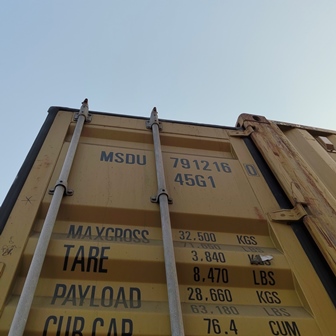 MSDU 791216 0
45G1
MAXGROSS 32.500 KGS
TARE 3.840 KGS
8.470 LBS
PAYLOAD 28.660 KGS
63.180 LBS
CUB.CAP. 76.4 CUM